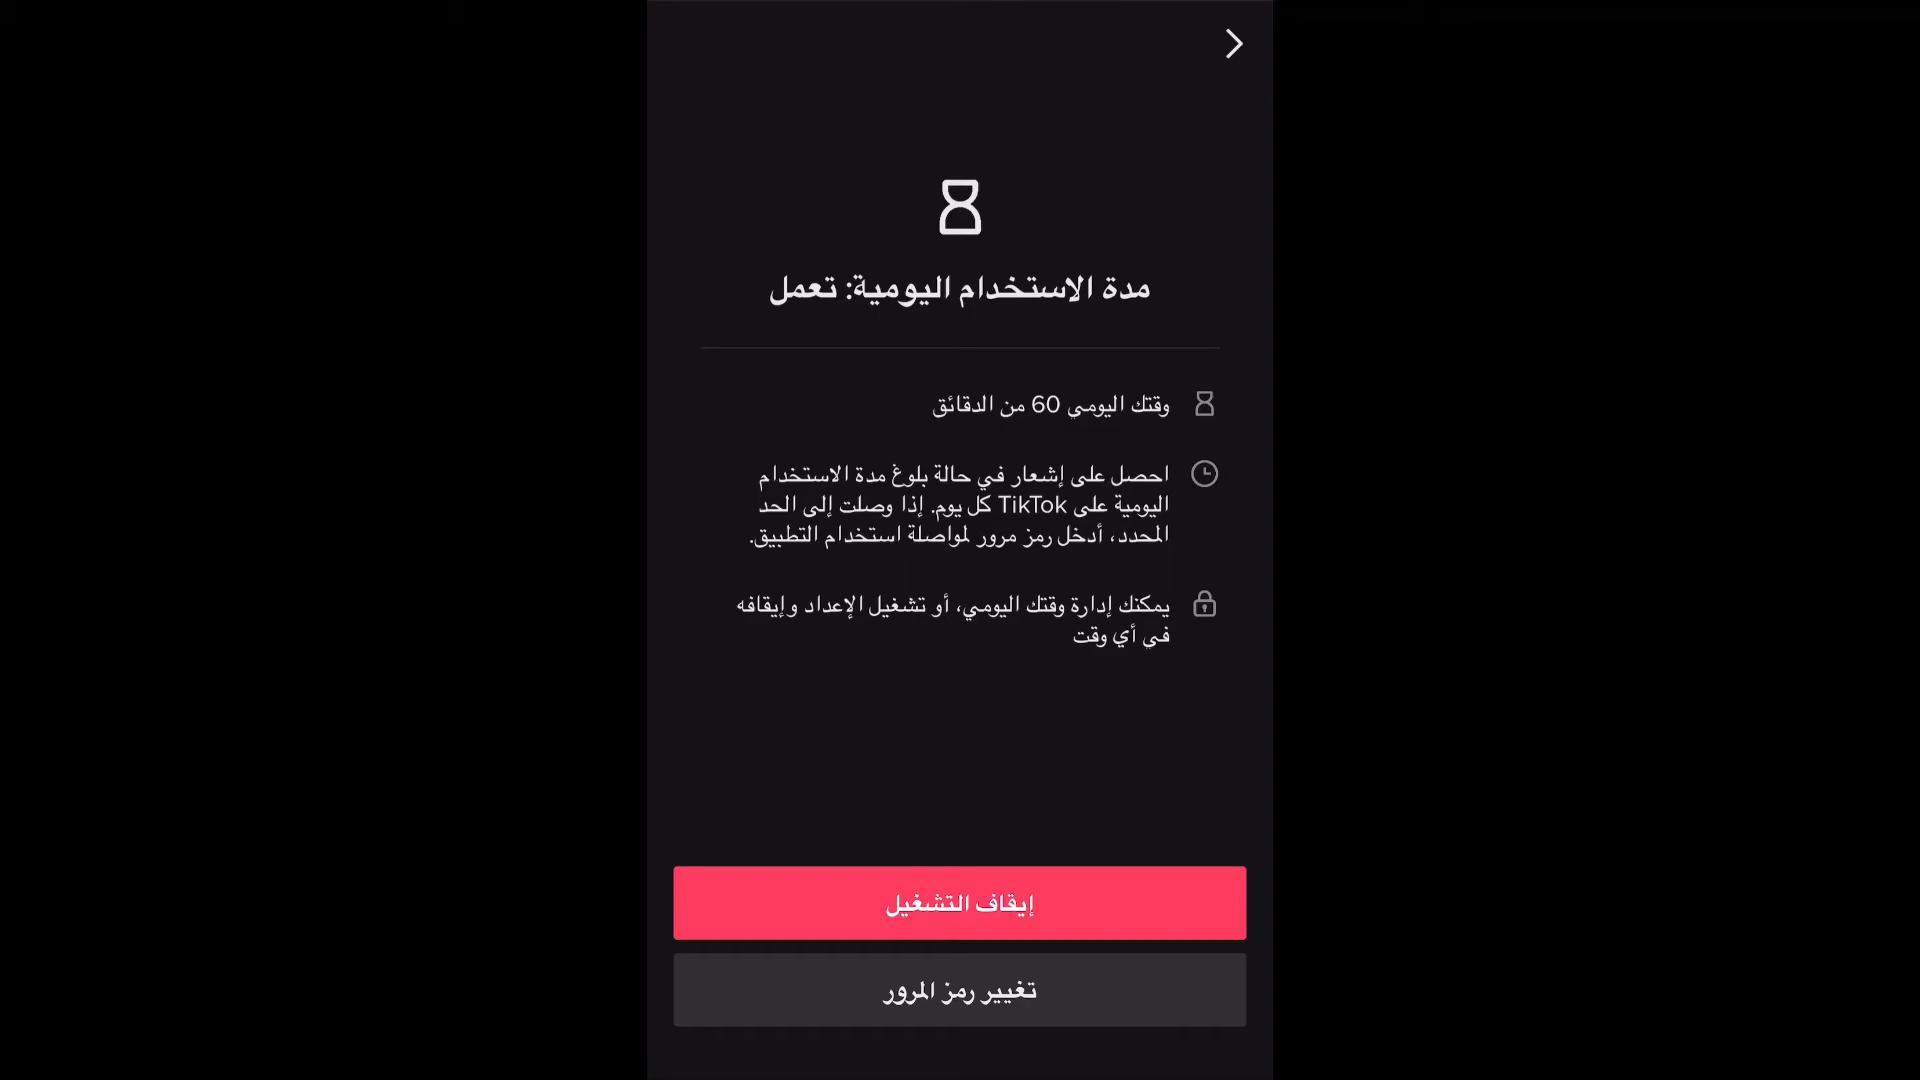 مدة الاستخدام اليومية: تعمل
وقتك اليومي 60 من الدقائق
احصل على إشعار في حالة بلوغ مدة الاستخدام
اليومية على TikTok كل يوم. إذا وصلت إلى الحد
المحدد، أدخل رمز مرور لمواصلة استخدام التطبيق.
يمكنك إدارة وقتك اليومي، أو تشغيل الإعداد وإيقافه
في أي وقت
إيقاف التشغيل
تغيير رمز المرور